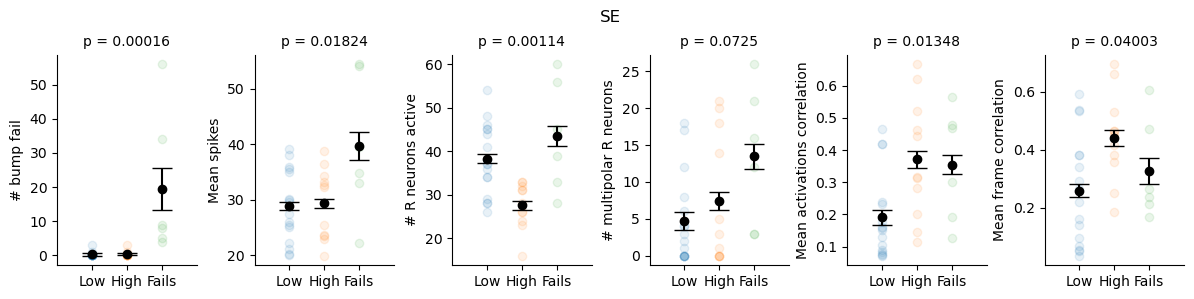 SE
p = 0.00016
# bump fail
50
40
30
20
10
0
Low High Fails
p = 0.01824
Mean spikes
50
40
30
20
Low High Fails
p = 0.00114
# R neurons active
60
50
40
30
20
Low High Fails
p = 0.0725
# multipolar R neurons
25
20
15
10
5
0
Low High Fails
p = 0.01348
Mean activations correlation
0.6
0.5
0.4
0.3
0.2
0.1
Low High Fails
p = 0.04003
Mean frame correlation
0.6
0.4
0.2
Low High Fails